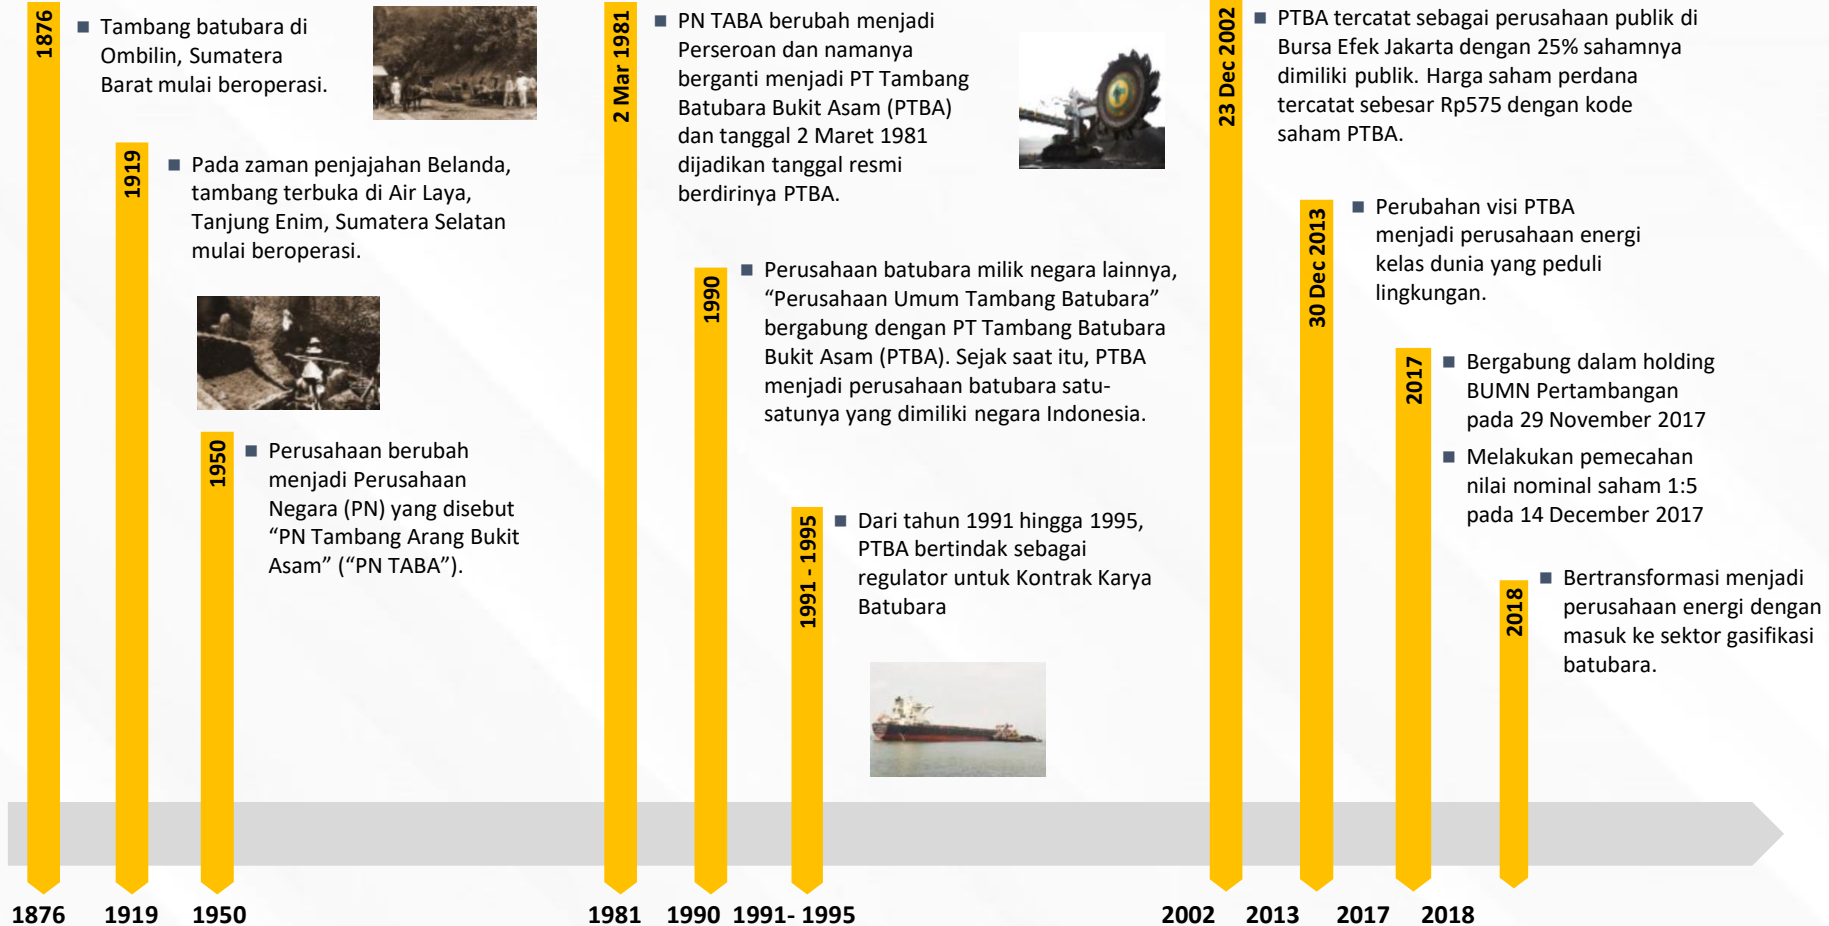 1876
Tambang batubara di
Ombilin, Sumatera
Barat mulai beroperasi.
1919
Pada zaman penjajahan Belanda,
tambang terbuka di Air Laya,
Tanjung Enim, Sumatera Selatan
mulai beroperasi.
1950
Perusahaan berubah
menjadi Perusahaan
Negara (PN) yang disebut
“PN Tambang Arang Bukit
Asam” (“PN TABA”).
2 Mar 1981
PN TABA berubah menjadi
Perseroan dan namanya
berganti menjadi PT Tambang
Batubara Bukit Asam (PTBA)
dan tanggal 2 Maret 1981
dijadikan tanggal resmi
berdirinya PTBA.
1990
Perusahaan batubara milik negara lainnya,
“Perusahaan Umum Tambang Batubara”
bergabung dengan PT Tambang Batubara
Bukit Asam (PTBA). Sejak saat itu, PTBA
menjadi perusahaan batubara satu-
satunya yang dimiliki negara Indonesia.
1991 - 1995
Dari tahun 1991 hingga 1995,
PTBA bertindak sebagai
regulator untuk Kontrak Karya
Batubara
23 Dec 2002
PTBA tercatat sebagai perusahaan publik di
Bursa Efek Jakarta dengan 25% sahamnya
dimiliki publik. Harga saham perdana
tercatat sebesar Rp575 dengan kode
saham PTBA.
30 Dec 2013
Perubahan visi PTBA
menjadi perusahaan energi
kelas dunia yang peduli
lingkungan.
2017
Bergabung dalam holding
BUMN Pertambangan
pada 29 November 2017
Melakukan pemecahan
nilai nominal saham 1:5
pada 14 December 2017
2018
Bertransformasi menjadi
perusahaan energi dengan
masuk ke sektor gasifikasi
batubara.
1876 1919 1950 1981 1990 1991- 1995 2002 2013 2017 2018